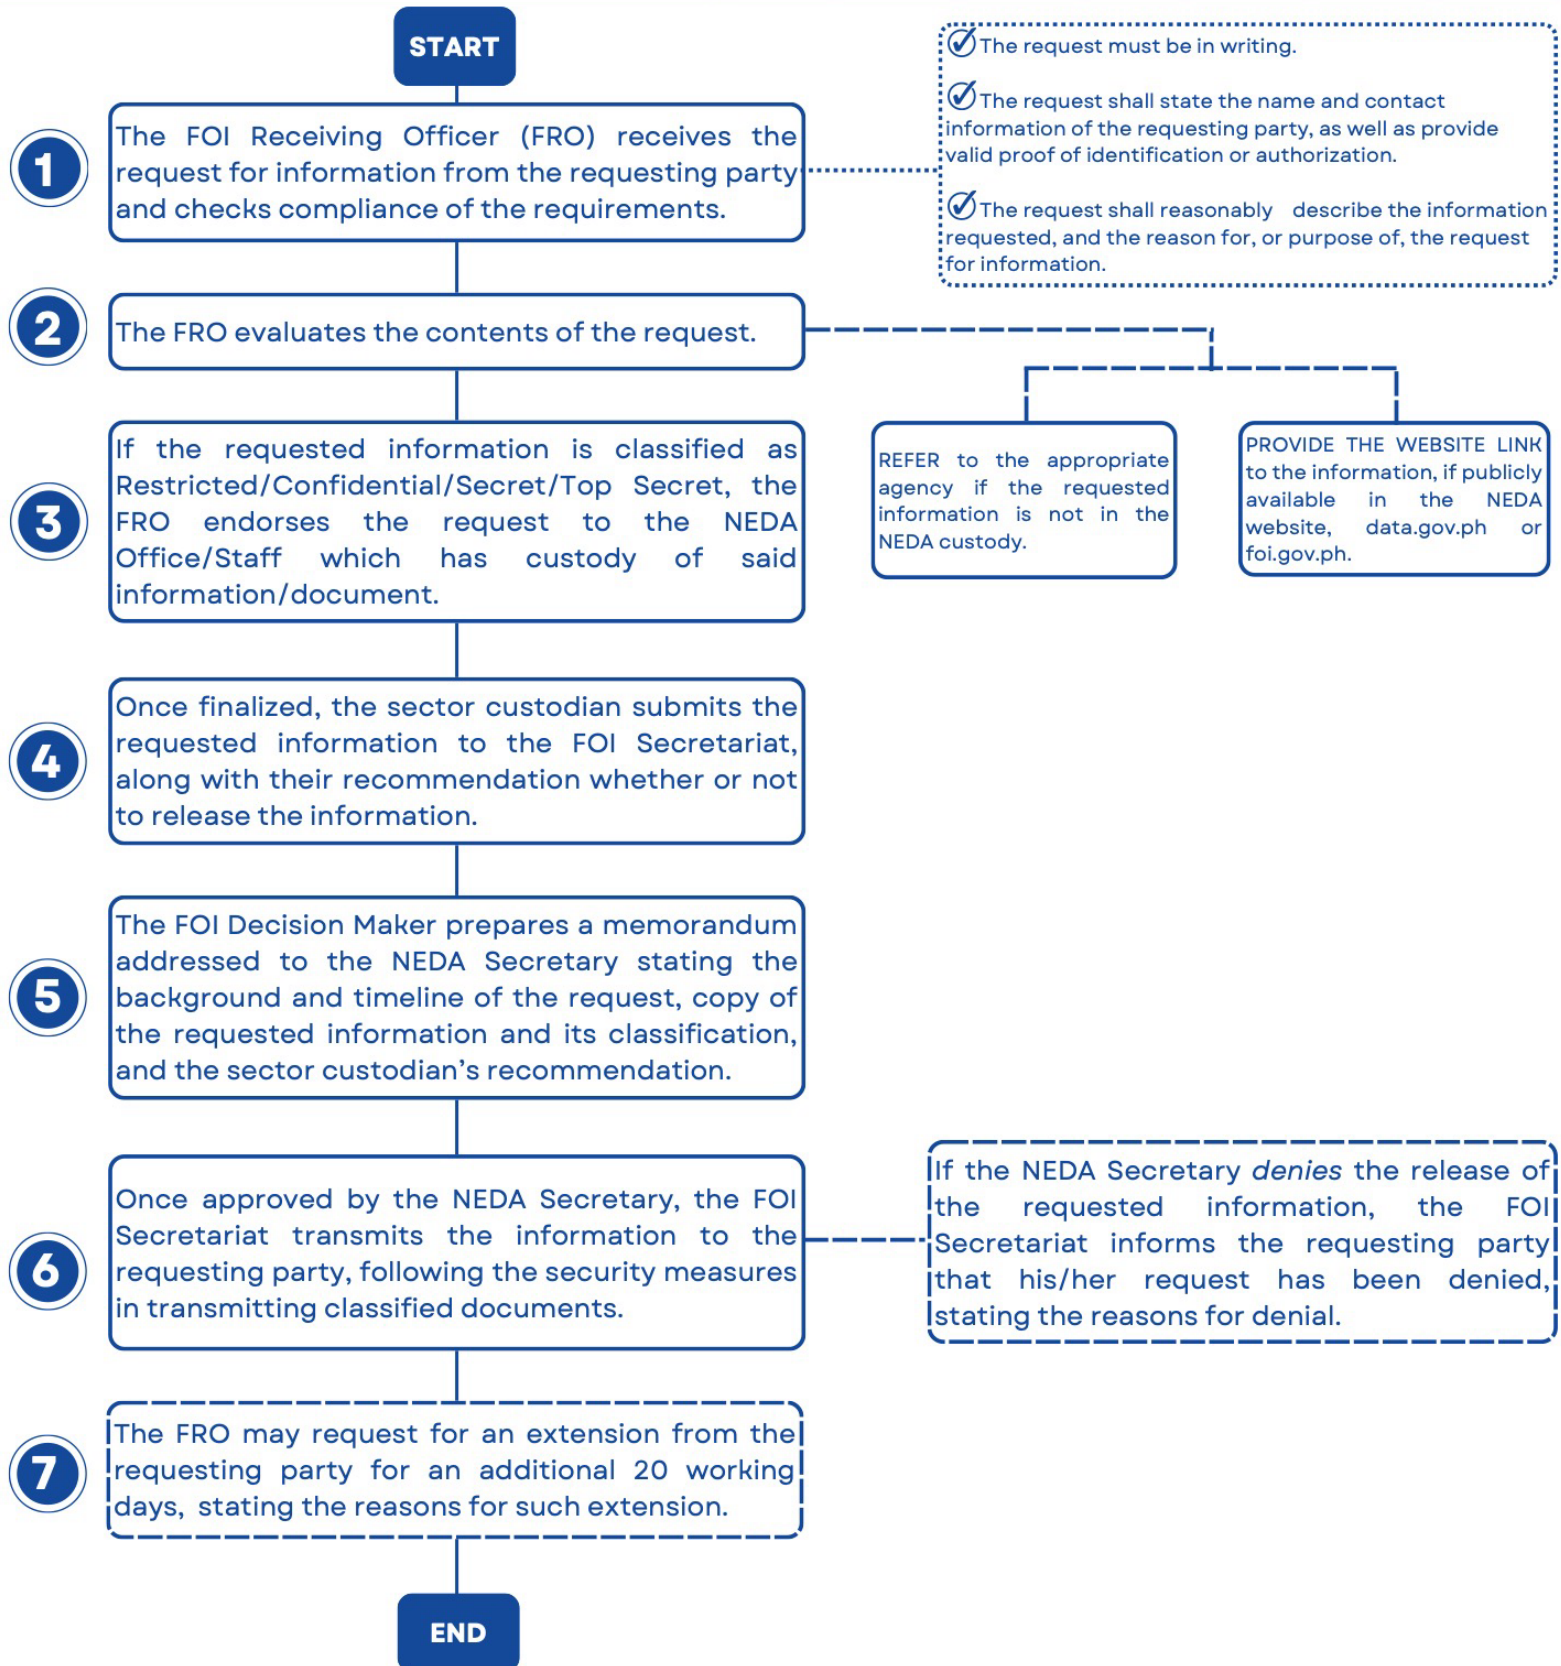 START
The request must be in writing.
The request shall state the name and contact
information of the requesting party, as well as provide
valid proof of identification or authorization.
The request shall reasonably describe the information
requested, and the reason for, or purpose of, the request
for information.
1
The FOI Receiving Officer (FRO) receives the
request for information from the requesting party
and checks compliance of the requirements.
2
The FRO evaluates the contents of the request.
REFER to the appropriate
agency if the requested
information is not in the
NEDA custody.
PROVIDE THE WEBSITE LINK
to the information, if publicly
available in the NEDA
website, data.gov.ph or
foi.gov.ph.
3
If the requested information is classified as
Restricted/Confidential/Secret/Top Secret, the
FRO endorses the request to the NEDA
Office/Staff which has custody of said
information/document.
4
Once finalized, the sector custodian submits the
requested information to the FOI Secretariat,
along with their recommendation whether or not
to release the information.
5
The FOI Decision Maker prepares a memorandum
addressed to the NEDA Secretary stating the
background and timeline of the request, copy of
the requested information and its classification,
and the sector custodian’s recommendation.
6
Once approved by the NEDA Secretary, the FOI
Secretariat transmits the information to the
requesting party, following the security measures
in transmitting classified documents.
If the NEDA Secretary denies the release of
the requested information, the FOI
Secretariat informs the requesting party
that his/her request has been denied,
stating the reasons for denial.
7
The FRO may request for an extension from the
requesting party for an additional 20 working
days, stating the reasons for such extension.
END